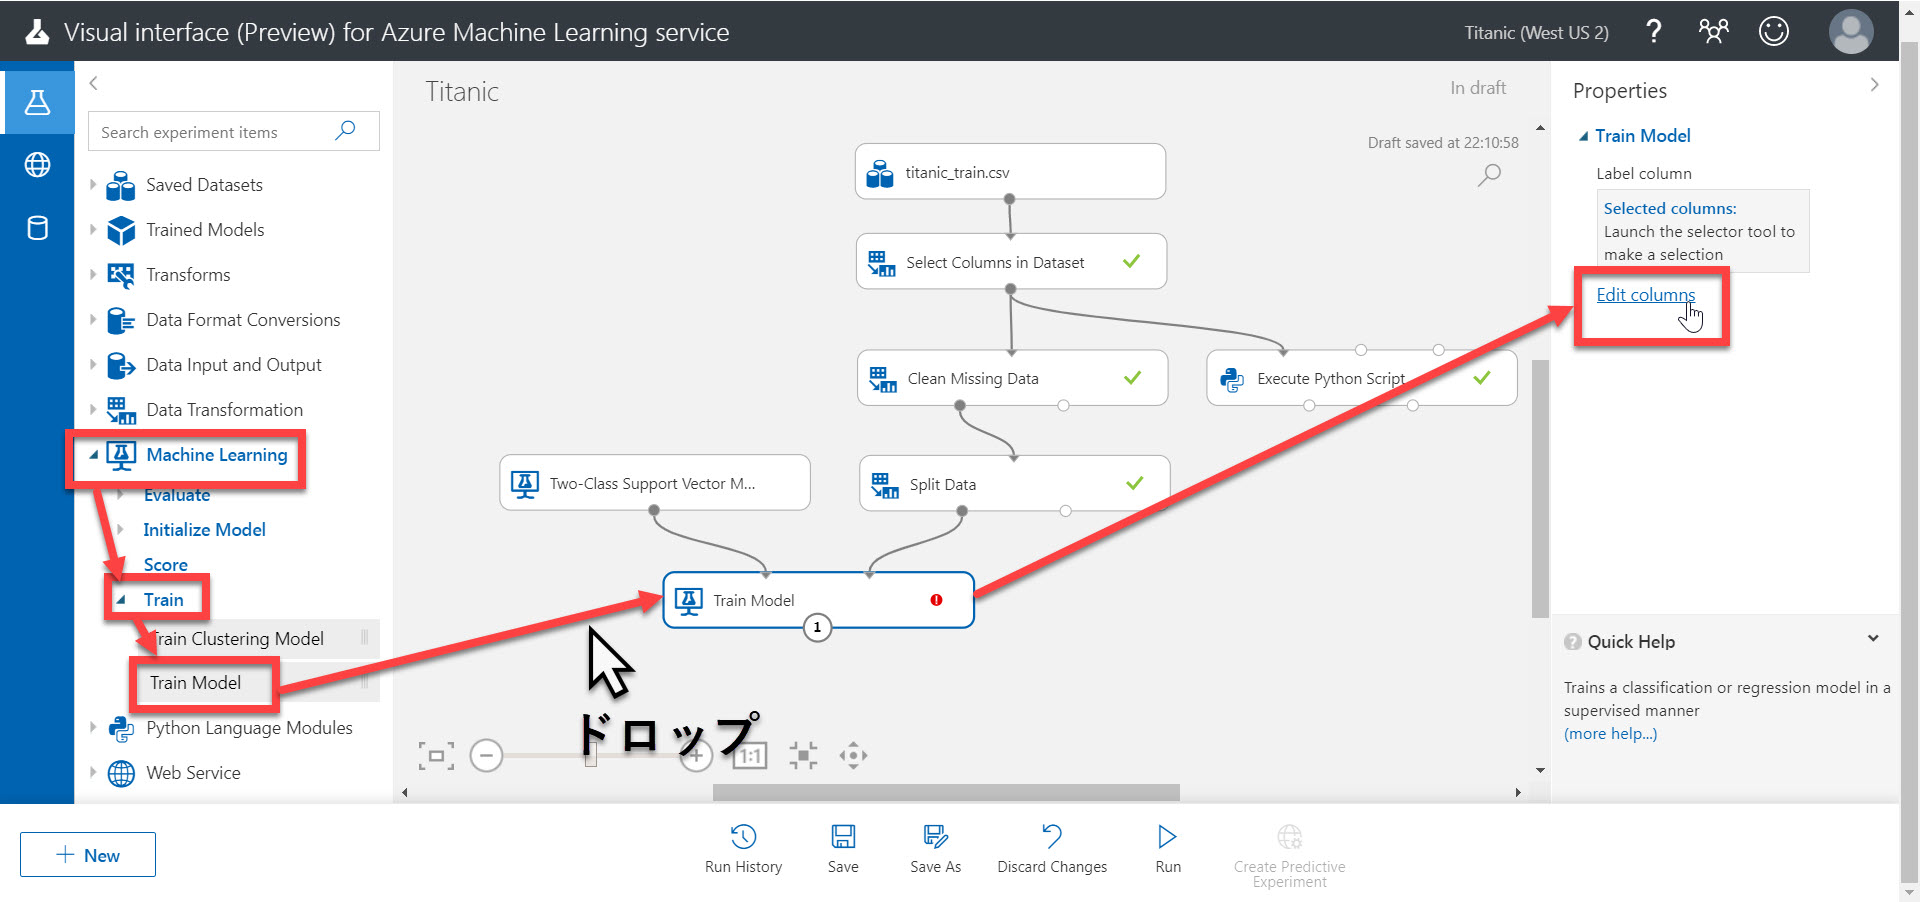 Visual interface (Preview) for Azure Machine Learning service
Titanic (West US 2)
?
Search experiment items
Saved Datasets
Trained Models
Transforms
Data Format Conversions
Data Input and Output
Data Transformation
Machine Learning
Evaluate
Initialize Model
Score
Train
Train Clustering Model
Train Model
Python Language Modules
Web Service
Titanic
In draft
Draft saved at 22:10:58
titanic_train.csv
Select Columns in Dataset
Clean Missing Data
Execute Python Script
Two-Class Support Vector M...
Split Data
Train Model
1
ドロップ
1:1
Properties
Train Model
Label column
Selected columns:
Launch the selector tool to
make a selection
Edit columns
Quick Help
Trains a classification or regression model in a
supervised manner
(more help...)
New
Run History
Save
Save As
Discard Changes
Run
Create Predictive
Experiment